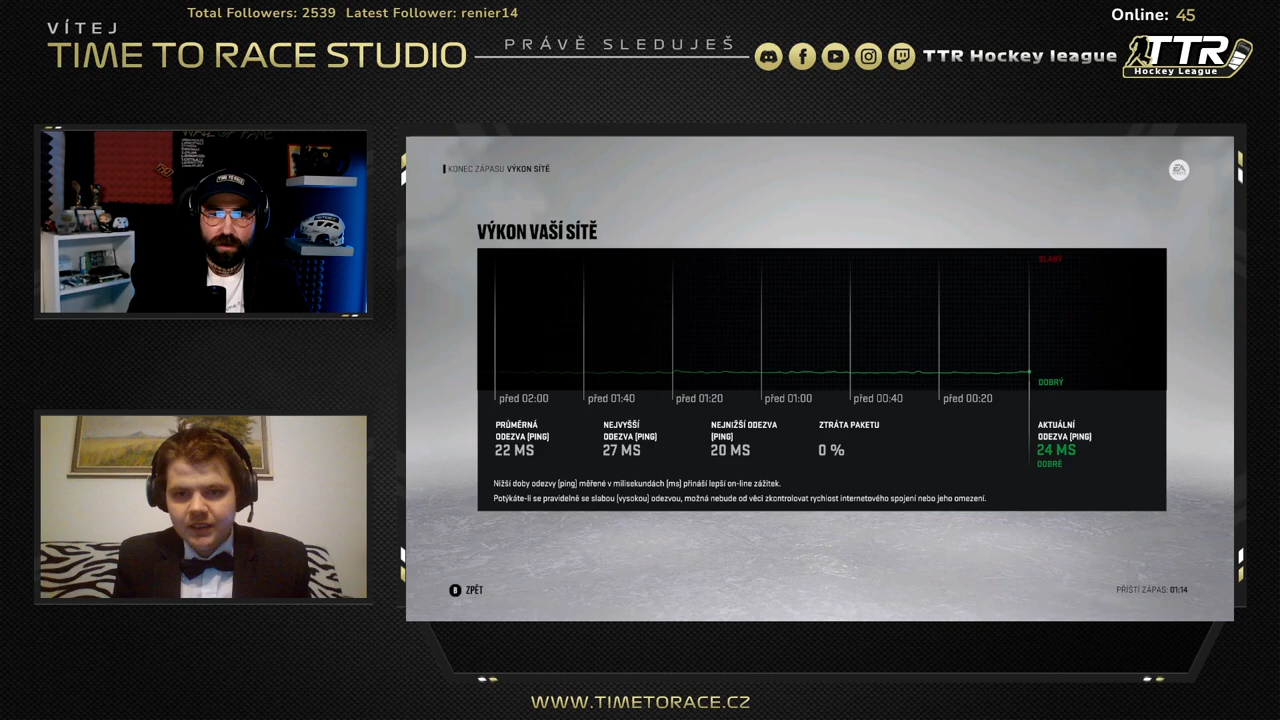 Total Followers: 2539 Latest Follower: renier14
Online: 45
VÍTEJ
TIME TO RACE STUDIO
PRÁVĚ SLEDUJEŠ
TTR Hockey league
TTR
Hockey League
TIME TO RACE
KONEC ZÁPASU VÝKON SÍTĚ
EA
VÝKON VAŠÍ SÍTĚ
SLABÝ
DOBRÝ
před 02:00
před 01:40
před 01:20
před 01:00
před 00:40
před 00:20
PRŮMĚRNÁ
ODEZVA (PING)
22 MS
NEJVYŠŠÍ
ODEZVA (PING)
27 MS
NEJNIŽŠÍ ODEZVA
(PING)
20 MS
ZTRÁTA PAKETU
0 %
AKTUÁLNÍ
ODEZVA (PING)
24 MS
DOBRÉ
Nižší doby odezvy (ping) měřené v milisekundách (ms) přináší lepší on-line zážitek.
Potýkáte-li se pravidelně se slabou (vysokou) odezvou, možná nebude od věci zkontrolovat rychlost internetového spojení nebo jeho omezení.
B ZPĚT
PŘÍŠTÍ ZÁPAS: 01:14
WWW.TIMETORACE.CZ